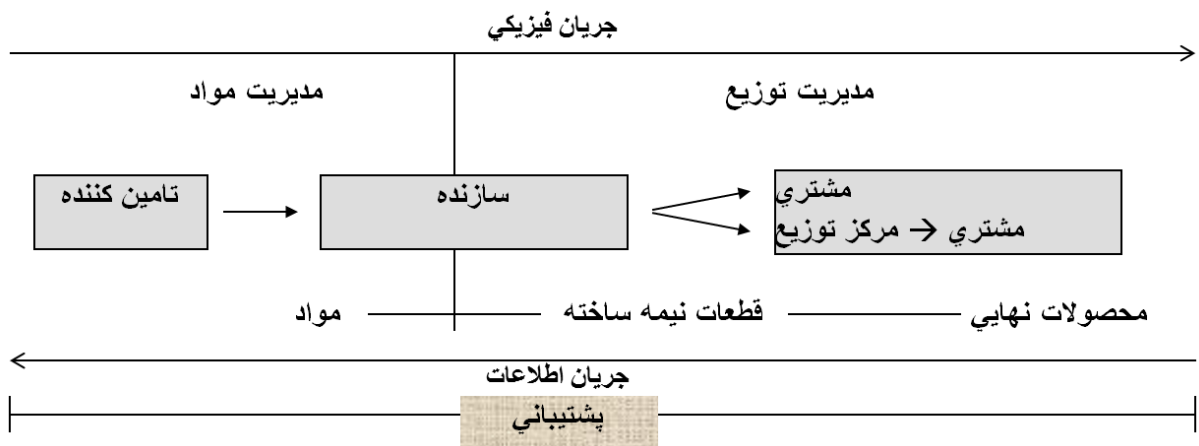 جريان فيزيكي
مديريت مواد
مديريت توزيع
تامين كننده
سازنده
مشتري
مركز توزيع → مشتري
مواد
قطعات نيمه ساخته
محصولات نهايي
جريان اطلاعات
پشتيباني